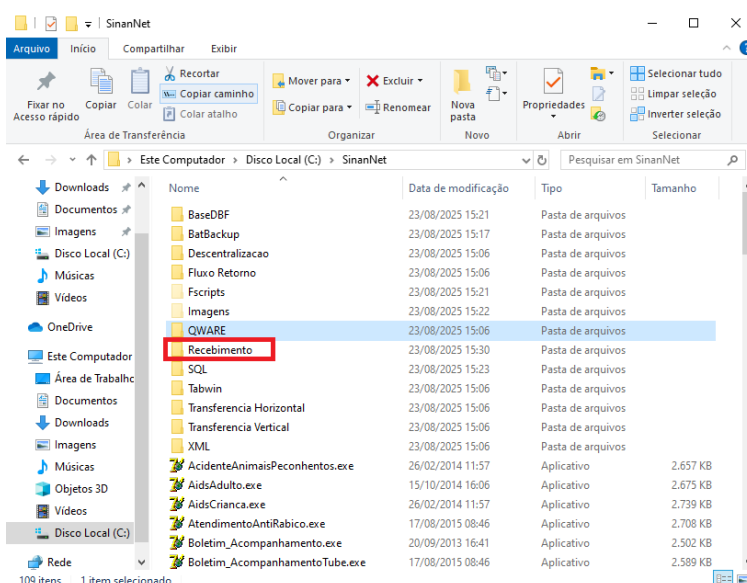 SinanNet
Arquivo Início Compartilhar Exibir
Fixar no Acesso rápido
Copiar
Colar
Recortar
Copiar caminho
Colar atalho
Área de Transferência
Mover para
Copiar para
Excluir
Renomear
Organizar
Nova pasta
Novo
Propriedades
Abrir
Selecionar tudo
Limpar seleção
Inverter seleção
Selecionar
Este Computador > Disco Local (C:) > SinanNet
Pesquisar em SinanNet
Downloads
Documentos
Imagens
Disco Local (C:)
Músicas
Vídeos
OneDrive
Este Computador
Área de Trabalhc
Documentos
Downloads
Imagens
Músicas
Objetos 3D
Vídeos
Disco Local (C:)
Rede
Nome Data de modificação Tipo Tamanho
BaseDBF 23/08/2025 15:21 Pasta de arquivos
BatBackup 23/08/2025 15:17 Pasta de arquivos
Descentralizacao 23/08/2025 15:06 Pasta de arquivos
Fluxo Retorno 23/08/2025 15:06 Pasta de arquivos
Fscripts 23/08/2025 15:21 Pasta de arquivos
Imagens 23/08/2025 15:22 Pasta de arquivos
QWARE 23/08/2025 15:06 Pasta de arquivos
Recebimento 23/08/2025 15:30 Pasta de arquivos
SQL 23/08/2025 15:23 Pasta de arquivos
Tabwin 23/08/2025 15:06 Pasta de arquivos
Transferencia Horizontal 23/08/2025 15:06 Pasta de arquivos
Transferencia Vertical 23/08/2025 15:06 Pasta de arquivos
XML 23/08/2025 15:06 Pasta de arquivos
AcidenteAnimaisPeconhentos.exe 26/02/2014 11:57 Aplicativo 2.657 KB
AidsAdulto.exe 15/10/2014 16:06 Aplicativo 2.675 KB
AidsCrianca.exe 26/02/2014 11:57 Aplicativo 2.739 KB
AtendimentoAntiRabico.exe 17/08/2015 08:46 Aplicativo 2.708 KB
Boletim_Acompanhamento.exe 20/09/2013 16:41 Aplicativo 2.502 KB
Boletim_AcompanhamentoTube.exe 17/08/2015 08:46 Aplicativo 2.589 KB
109 itens 1 item selecionado